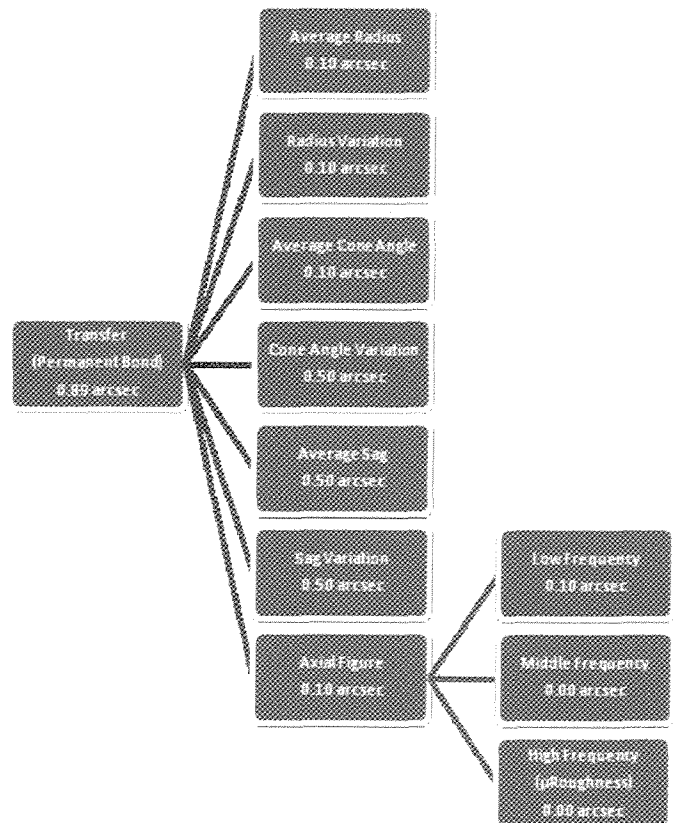 Average Radius
0.10 arcsec
Radius Variation
0.10 arcsec
Average Cone Angle
0.10 arcsec
Transfer
(Permanent Bond)
0.89 arcsec
Cone Angle Variation
0.50 arcsec
Average Sag
0.50 arcsec
Sag Variation
0.50 arcsec
Low Frequency
0.10 arcsec
Axial Figure
0.10 arcsec
Middle Frequency
0.00 arcsec
High Frequency
(µRoughness)
0.00 arcsec